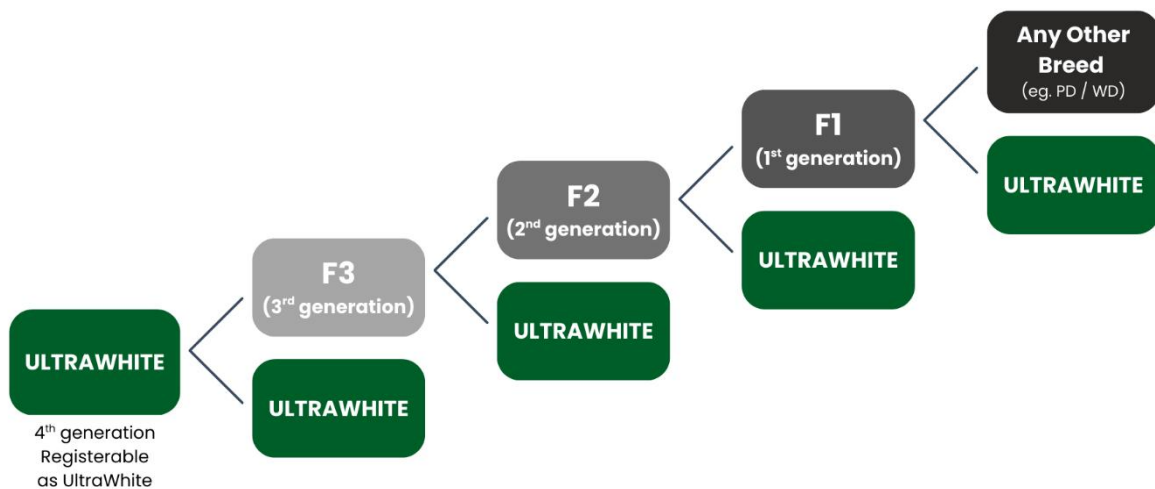 Any Other
Breed
(eg. PD / WD)
F1
(1st generation)
ULTRAWHITE
F2
(2nd generation)
ULTRAWHITE
F3
(3rd generation)
ULTRAWHITE
ULTRAWHITE
4th generation
Registerable
as UltraWhite
ULTRAWHITE